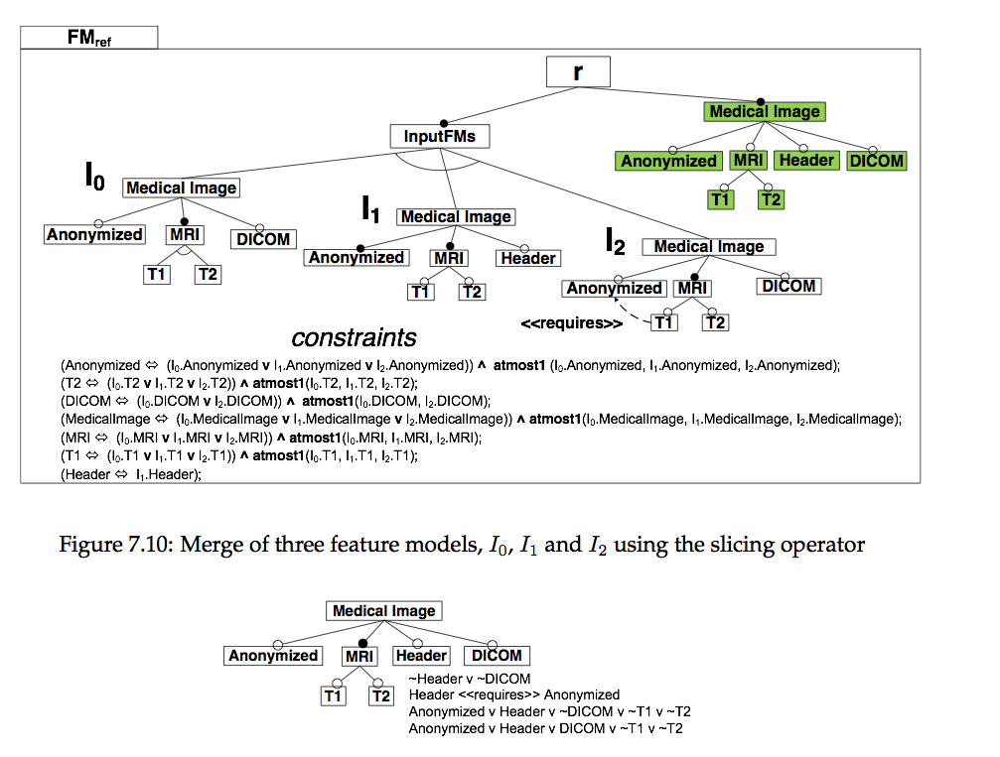 FMref
r
Medical Image
InputFMs
Anonymized MRI Header DICOM
T1 T2
I0
Medical Image
Anonymized MRI DICOM
T1 T2
I1
Medical Image
Anonymized MRI Header
T1 T2
I2
Medical Image
Anonymized MRI DICOM
<<requires>> T1 T2
constraints
(Anonymized ⇔ (I0.Anonymized v I1.Anonymized v I2.Anonymized)) ∧ atmost1 (I0.Anonymized, I1.Anonymized, I2.Anonymized);
(T2 ⇔ (I0.T2 v I1.T2 v I2.T2)) ∧ atmost1(I0.T2, I1.T2, I2.T2);
(DICOM ⇔ (I0.DICOM v I2.DICOM)) ∧ atmost1(I0.DICOM, I2.DICOM);
(MedicalImage ⇔ (I0.MedicalImage v I1.MedicalImage v I2.MedicalImage)) ∧ atmost1(I0.MedicalImage, I1.MedicalImage, I2.MedicalImage);
(MRI ⇔ (I0.MRI v I1.MRI v I2.MRI)) ∧ atmost1(I0.MRI, I1.MRI, I2.MRI);
(T1 ⇔ (I0.T1 v I1.T1 v I2.T1)) ∧ atmost1(I0.T1, I1.T1, I2.T1);
(Header ⇔ I1.Header);
Figure 7.10: Merge of three feature models, I0, I1 and I2 using the slicing operator
Medical Image
Anonymized MRI Header DICOM
T1 T2
~Header v ~DICOM
Header <<requires>> Anonymized
Anonymized v Header v ~DICOM v ~T1 v ~T2
Anonymized v Header v DICOM v ~T1 v ~T2